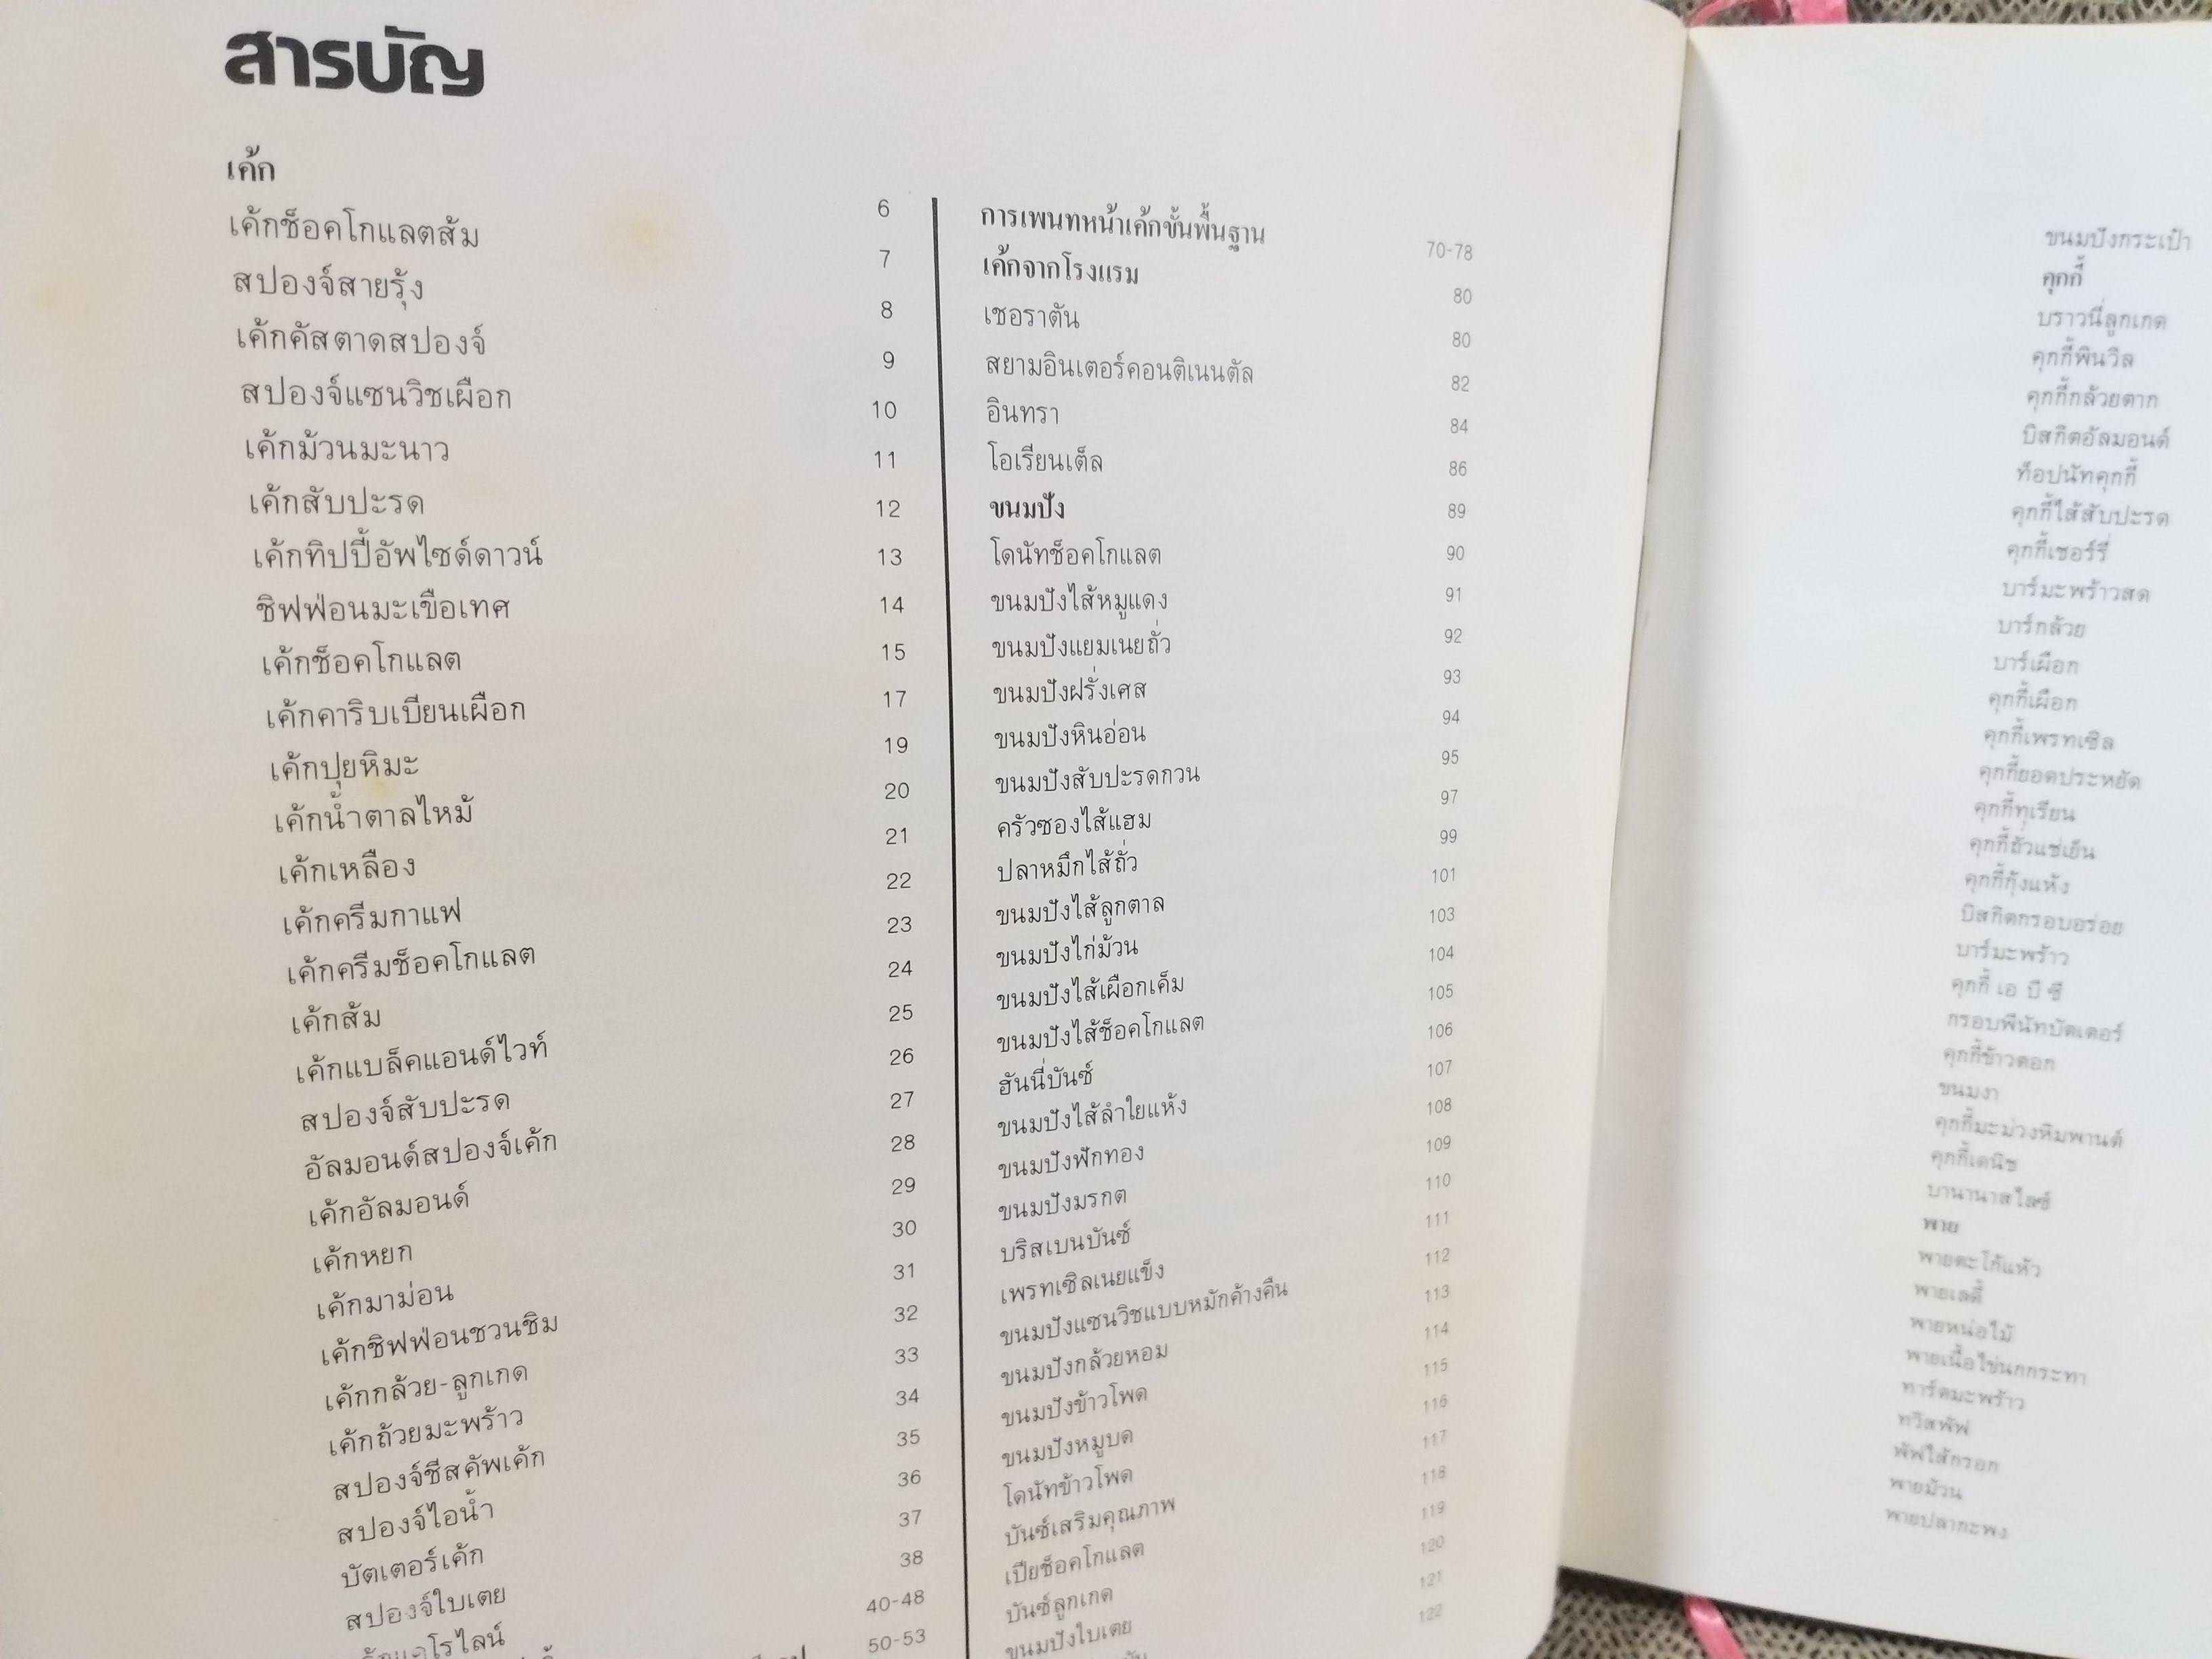 สารบัญ
เค้ก
เค้กช็อคโกแลตส้ม 6
สปองจ์สายรุ้ง 7
เค้กคัสตาดสปองจ์ 8
สปองจ์แซนวิชเผือก 9
เค้กม้วนมะนาว 10
เค้กสับปะรด 11
เค้กทิปปี้อัพไซด์ดาวน์ 12
ชิฟฟ่อนมะเขือเทศ 13
เค้กช็อคโกแลต 14
เค้กคาริบเบียนเผือก 15
เค้กปุยหิมะ 17
เค้กน้ำตาลไหม้ 19
เค้กเหลือง 20
เค้กครีมกาแฟ 21
เค้กครีมช็อคโกแลต 22
เค้กส้ม 23
เค้กแบล็คแอนด์ไวท์ 24
สปองจ์สับปะรด 25
อัลมอนด์สปองจ์เค้ก 26
เค้กอัลมอนด์ 27
เค้กหยก 28
เค้กมาม่อน 29
เค้กชิฟฟ่อนชวนชิม 30
เค้กกล้วย-ลูกเกด 31
เค้กถ้วยมะพร้าว 32
สปองจ์ชีสคัพเค้ก 33
สปองจ์ไอน้ำ 34
บัตเตอร์เค้ก 35
สปองจ์ใบเตย 36
37
38
40-48
50-53
การเพนทหน้าเค้กขั้นพื้นฐาน 70-78
เค้กจากโรงแรม 80
เชอราตัน 80
สยามอินเตอร์คอนติเนนตัล 82
อินทรา 84
โอเรียนเต็ล 86
ขนมปัง 89
โดนัทช็อคโกแลต 90
ขนมปังไส้หมูแดง 91
ขนมปังแยมเนยถั่ว 92
ขนมปังฝรั่งเศส 93
ขนมปังหินอ่อน 94
ขนมปังสับปะรดกวน 95
ครัวซองไส้แฮม 97
ปลาหมึกไส้ถั่ว 99
ขนมปังไส้ลูกตาล 101
ขนมปังไก่ม้วน 103
ขนมปังไส้เผือกเค็ม 104
ขนมปังไส้ช็อคโกแลต 105
ฮันนี่บันซ์ 106
ขนมปังไส้ลำใยแห้ง 107
ขนมปังฟักทอง 108
ขนมปังมรกต 109
บริสเบนบันซ์ 110
เพรทเซิลเนยแข็ง 111
ขนมปังแซนวิชแบบหมักค้างคืน 112
ขนมปังกล้วยหอม 113
ขนมปังข้าวโพด 114
ขนมปังหมูบด 115
โดนัทข้าวโพด 116
บันซ์เสริมคุณภาพ 117
เปียช็อคโกแลต 118
บันซ์ลูกเกด 119
ขนมปังใบเตย 120
121
122
ขนมปังกระเป๋า
คุกกี้
บราวนี่ลูกเกด
คุกกี้พินวิล
คุกกี้กล้วยตาก
บิสกิตอัลมอนด์
ท็อปนัทคุกกี้
คุกกี้ไส้สับปะรด
คุกกี้เชอร์รี่
บาร์มะพร้าวสด
บาร์กล้วย
บาร์เผือก
คุกกี้เผือก
คุกกี้เพรทเซิล
คุกกี้ยอดประหยัด
คุกกี้ทุเรียน
คุกกี้ถั่วแช่เย็น
คุกกี้กุ้งแห้ง
บิสกิตกรอบอร่อย
บาร์มะพร้าว
คุกกี้ เอ บี ซี
กรอบพีนัทบัตเตอร์
คุกกี้ข้าวตอก
ขนมงา
คุกกี้มะม่วงหิมพานต์
คุกกี้เดนิช
บานานาสไลซ์
พาย
พายตะโก้แห้ว
พายเลดี้
พายหน่อไม้
พายเนื้อไข่นกกระทา
ทาร์ตมะพร้าว
ทวิสพัฟ
พัฟไส้กรอก
พายม้วน
พายปลากะพง